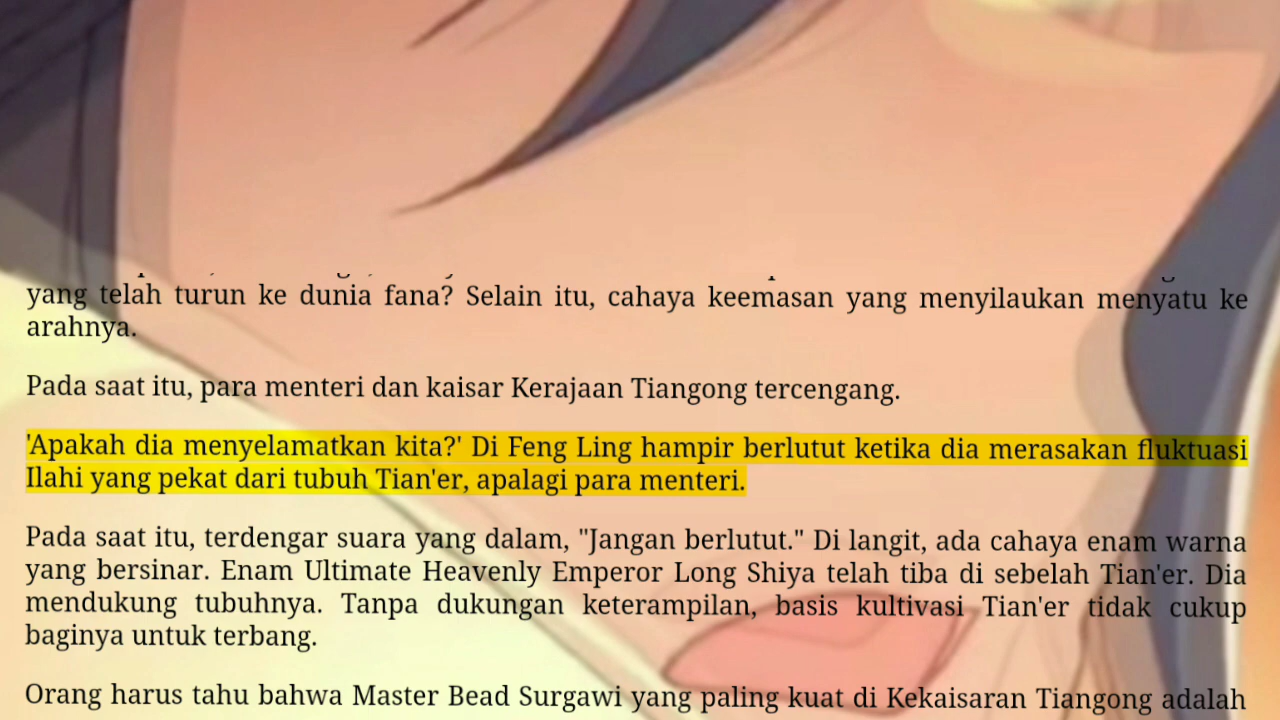 yang telah turun ke dunia fana? Selain itu, cahaya keemasan yang menyilaukan menyatu ke
arahnya.
Pada saat itu, para menteri dan kaisar Kerajaan Tiangong tercengang.
'Apakah dia menyelamatkan kita?' Di Feng Ling hampir berlutut ketika dia merasakan fluktuasi
Ilahi yang pekat dari tubuh Tian'er, apalagi para menteri.
Pada saat itu, terdengar suara yang dalam, "Jangan berlutut." Di langit, ada cahaya enam warna
yang bersinar. Enam Ultimate Heavenly Emperor Long Shiya telah tiba di sebelah Tian'er. Dia
mendukung tubuhnya. Tanpa dukungan keterampilan, basis kultivasi Tian'er tidak cukup
baginya untuk terbang.
Orang harus tahu bahwa Master Bead Surgawi yang paling kuat di Kekaisaran Tiangong adalah